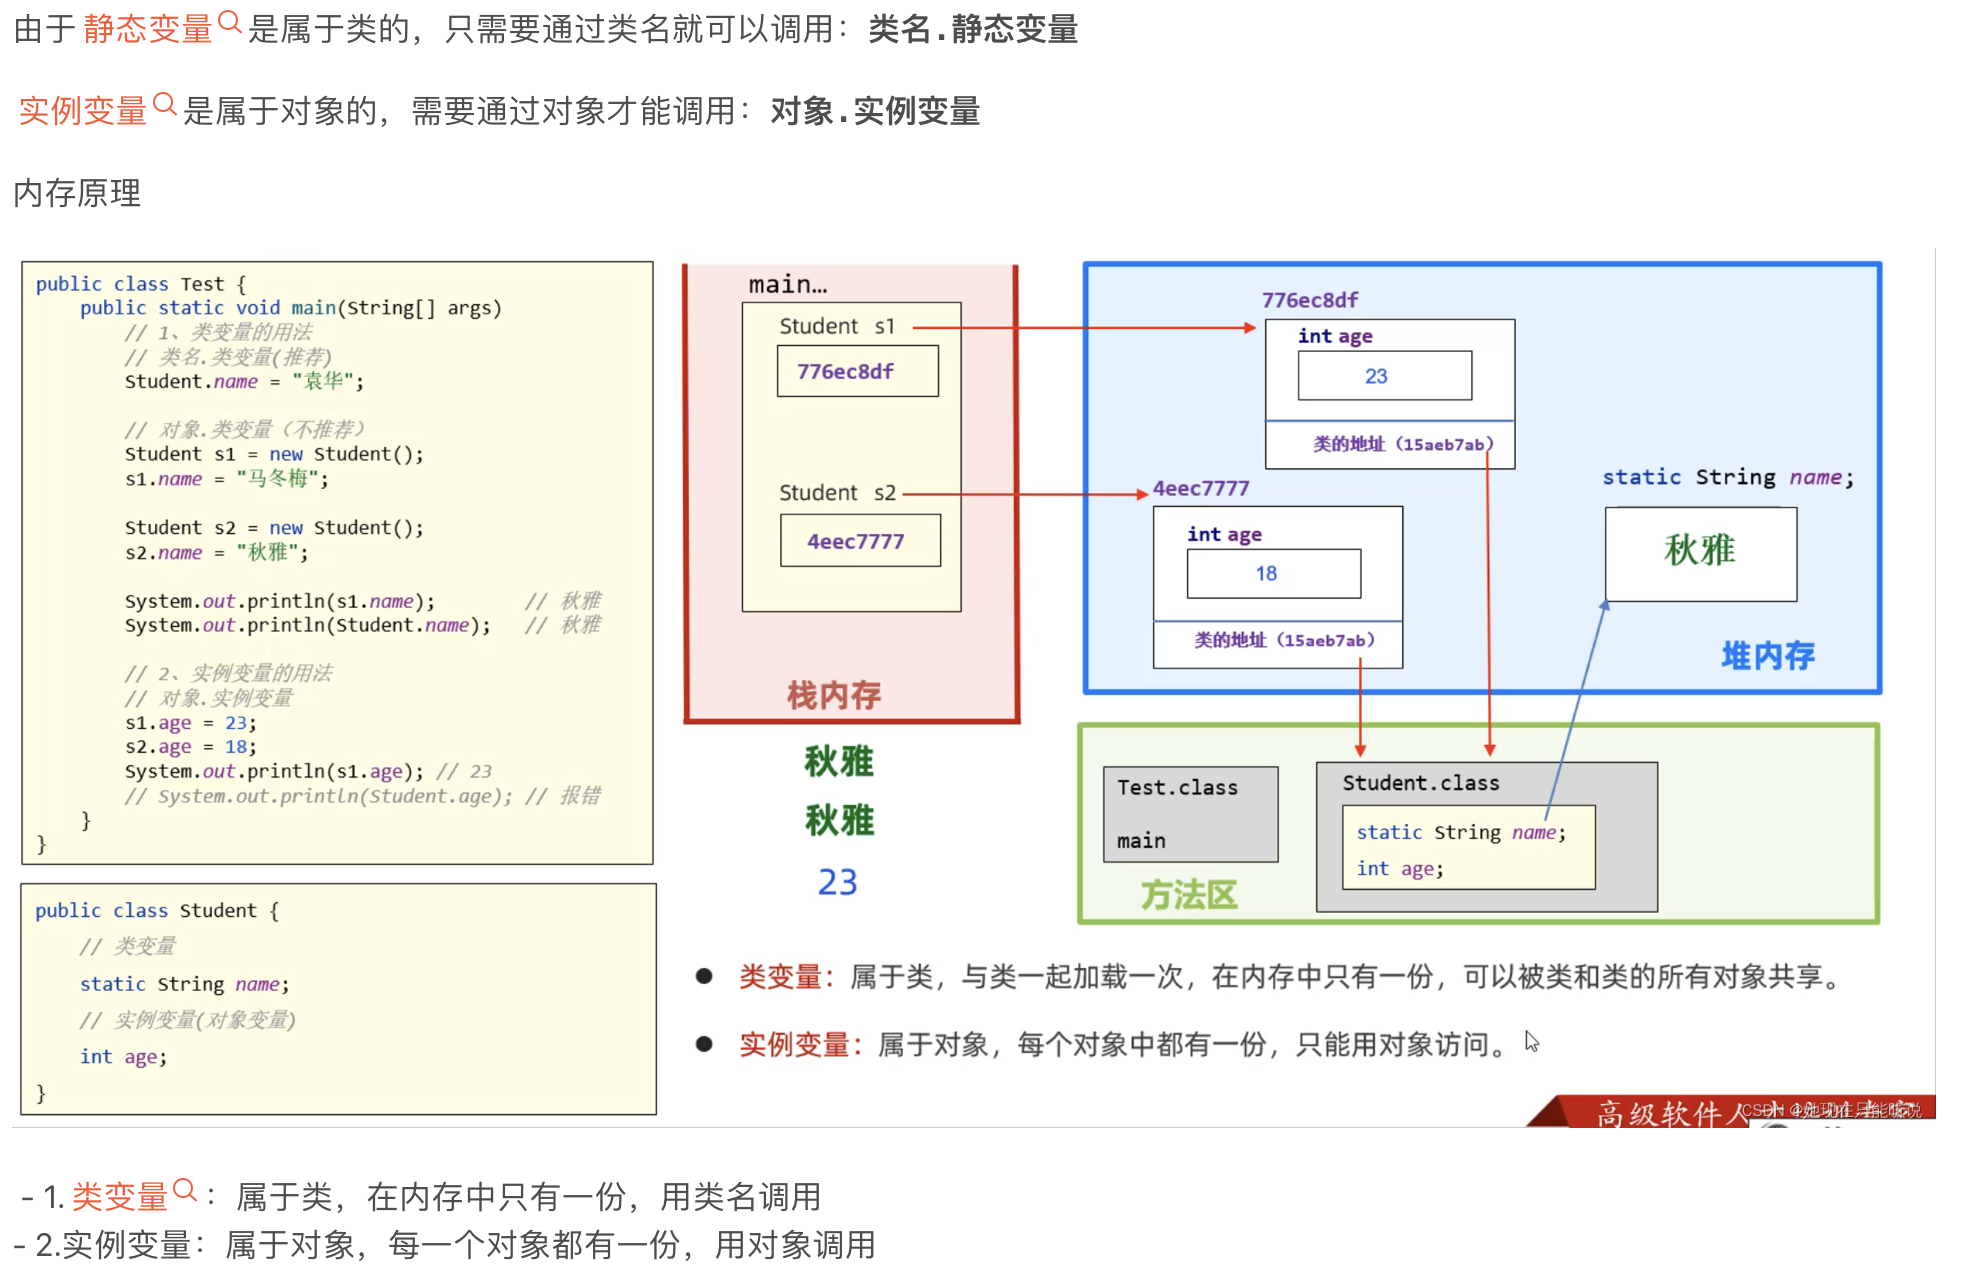 由于 静态变量 是属于类的，只需要通过类名就可以调用：类名.静态变量
实例变量 是属于对象的，需要通过对象才能调用：对象.实例变量
内存原理
public class Test {
public static void main(String[] args)
// 1、类变量的用法
// 类名.类变量(推荐)
Student.name = "袁华";
// 对象.类变量（不推荐）
Student s1 = new Student();
s1.name = "马冬梅";
Student s2 = new Student();
s2.name = "秋雅";
System.out.println(s1.name); // 秋雅
System.out.println(Student.name); // 秋雅
// 2、实例变量的用法
// 对象.实例变量
s1.age = 23;
s2.age = 18;
System.out.println(s1.age); // 23
// System.out.println(Student.age); // 报错
}
}
public class Student {
// 类变量
static String name;
// 实例变量(对象变量)
int age;
}
main…
Student s1
776ec8df
Student s2
4eec7777
栈内存
秋雅
秋雅
23
776ec8df
int age
23
类的地址（15aeb7ab）
4eec7777
int age
18
类的地址（15aeb7ab）
static String name;
秋雅
堆内存
Test.class
main
方法区
Student.class
static String name;
int age;
● 类变量：属于类，与类一起加载一次，在内存中只有一份，可以被类和类的所有对象共享。
● 实例变量：属于对象，每个对象中都有一份，只能用对象访问。
高级软件人
CSDN @她现在只能听说
- 1. 类变量 ：属于类，在内存中只有一份，用类名调用
- 2.实例变量：属于对象，每一个对象都有一份，用对象调用